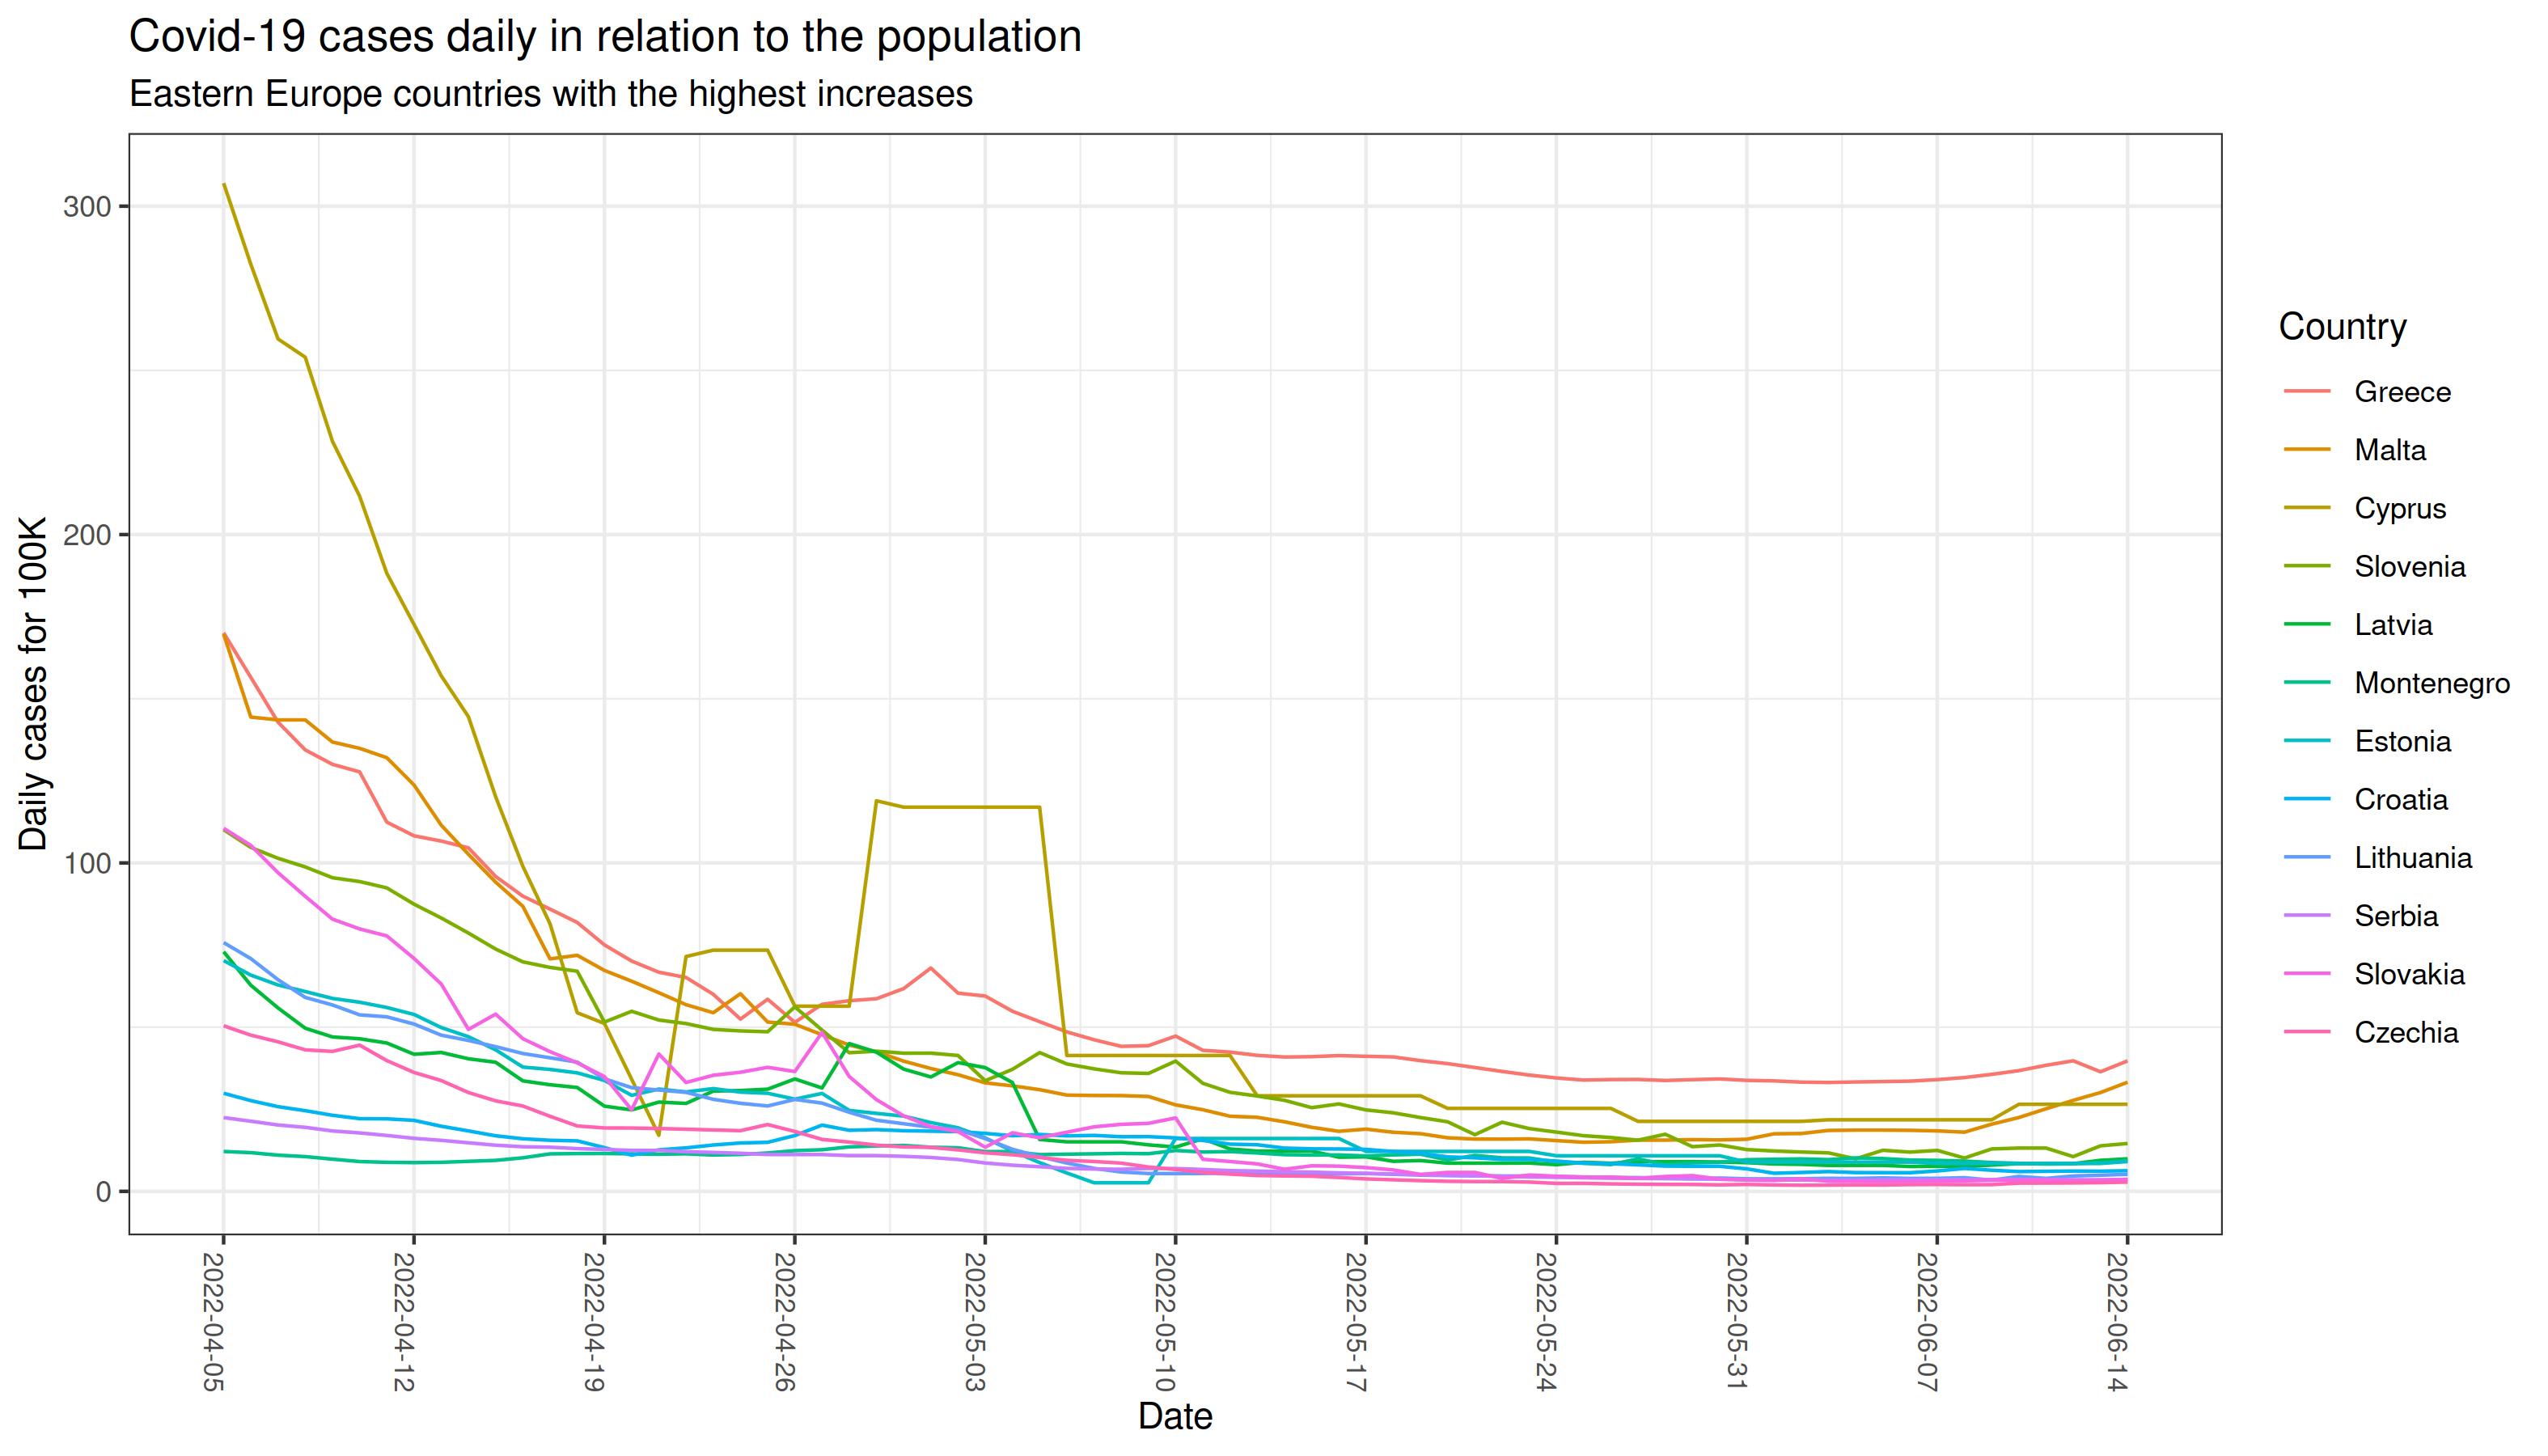 Covid-19 cases daily in relation to the population
Eastern Europe countries with the highest increases
Daily cases for 100K
300
200
100
0
2022-04-05
2022-04-12
2022-04-19
2022-04-26
2022-05-03
2022-05-10
2022-05-17
2022-05-24
2022-05-31
2022-06-07
2022-06-14
Date
Country
Greece
Malta
Cyprus
Slovenia
Latvia
Montenegro
Estonia
Croatia
Lithuania
Serbia
Slovakia
Czechia